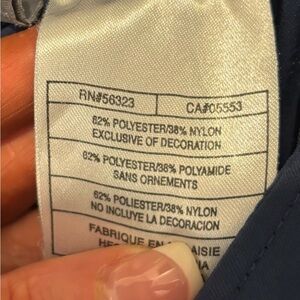 RN#56323 CA#05553
62% POLYESTER/38% NYLON
EXCLUSIVE OF DECORATION
62% POLYESTER/38% POLYAMIDE
SANS ORNEMENTS
62% POLIESTER/38% NYLON
NO INCLUYE LA DECORACION
FABRIQUE